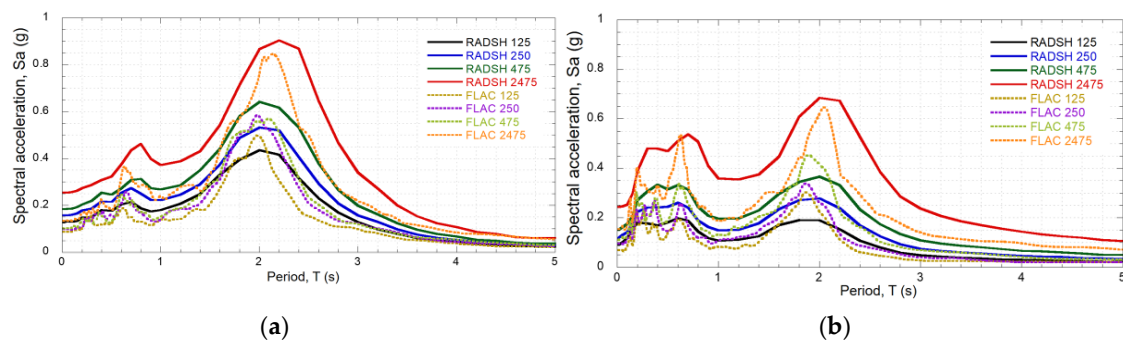 1
0.8
0.6
0.4
0.2
0
0 1 2 3 4 5
Spectral acceleration, Sa (g)
Period, T (s)
RADSH 125
RADSH 250
RADSH 475
RADSH 2475
FLAC 125
FLAC 250
FLAC 475
FLAC 2475
(a)
1
0.8
0.6
0.4
0.2
0
0 1 2 3 4 5
Spectral acceleration, Sa (g)
Period, T (s)
RADSH 125
RADSH 250
RADSH 475
RADSH 2475
FLAC 125
FLAC 250
FLAC 475
FLAC 2475
(b)